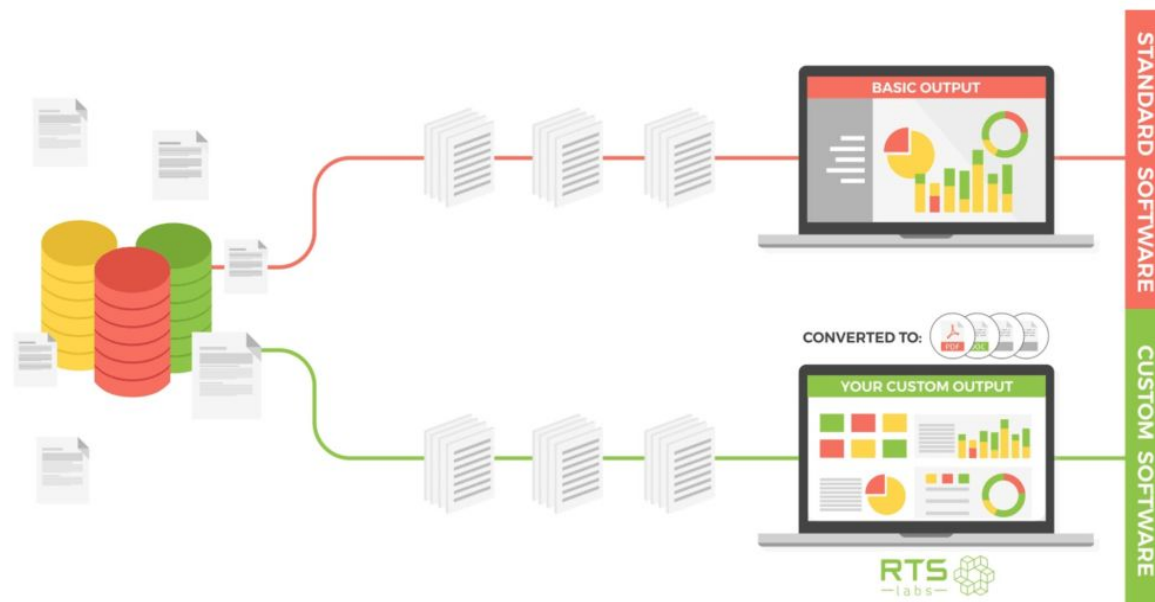 BASIC OUTPUT
STANDARD SOFTWARE
CONVERTED TO:
PDF
YOUR CUSTOM OUTPUT
CUSTOM SOFTWARE
RTS
labs